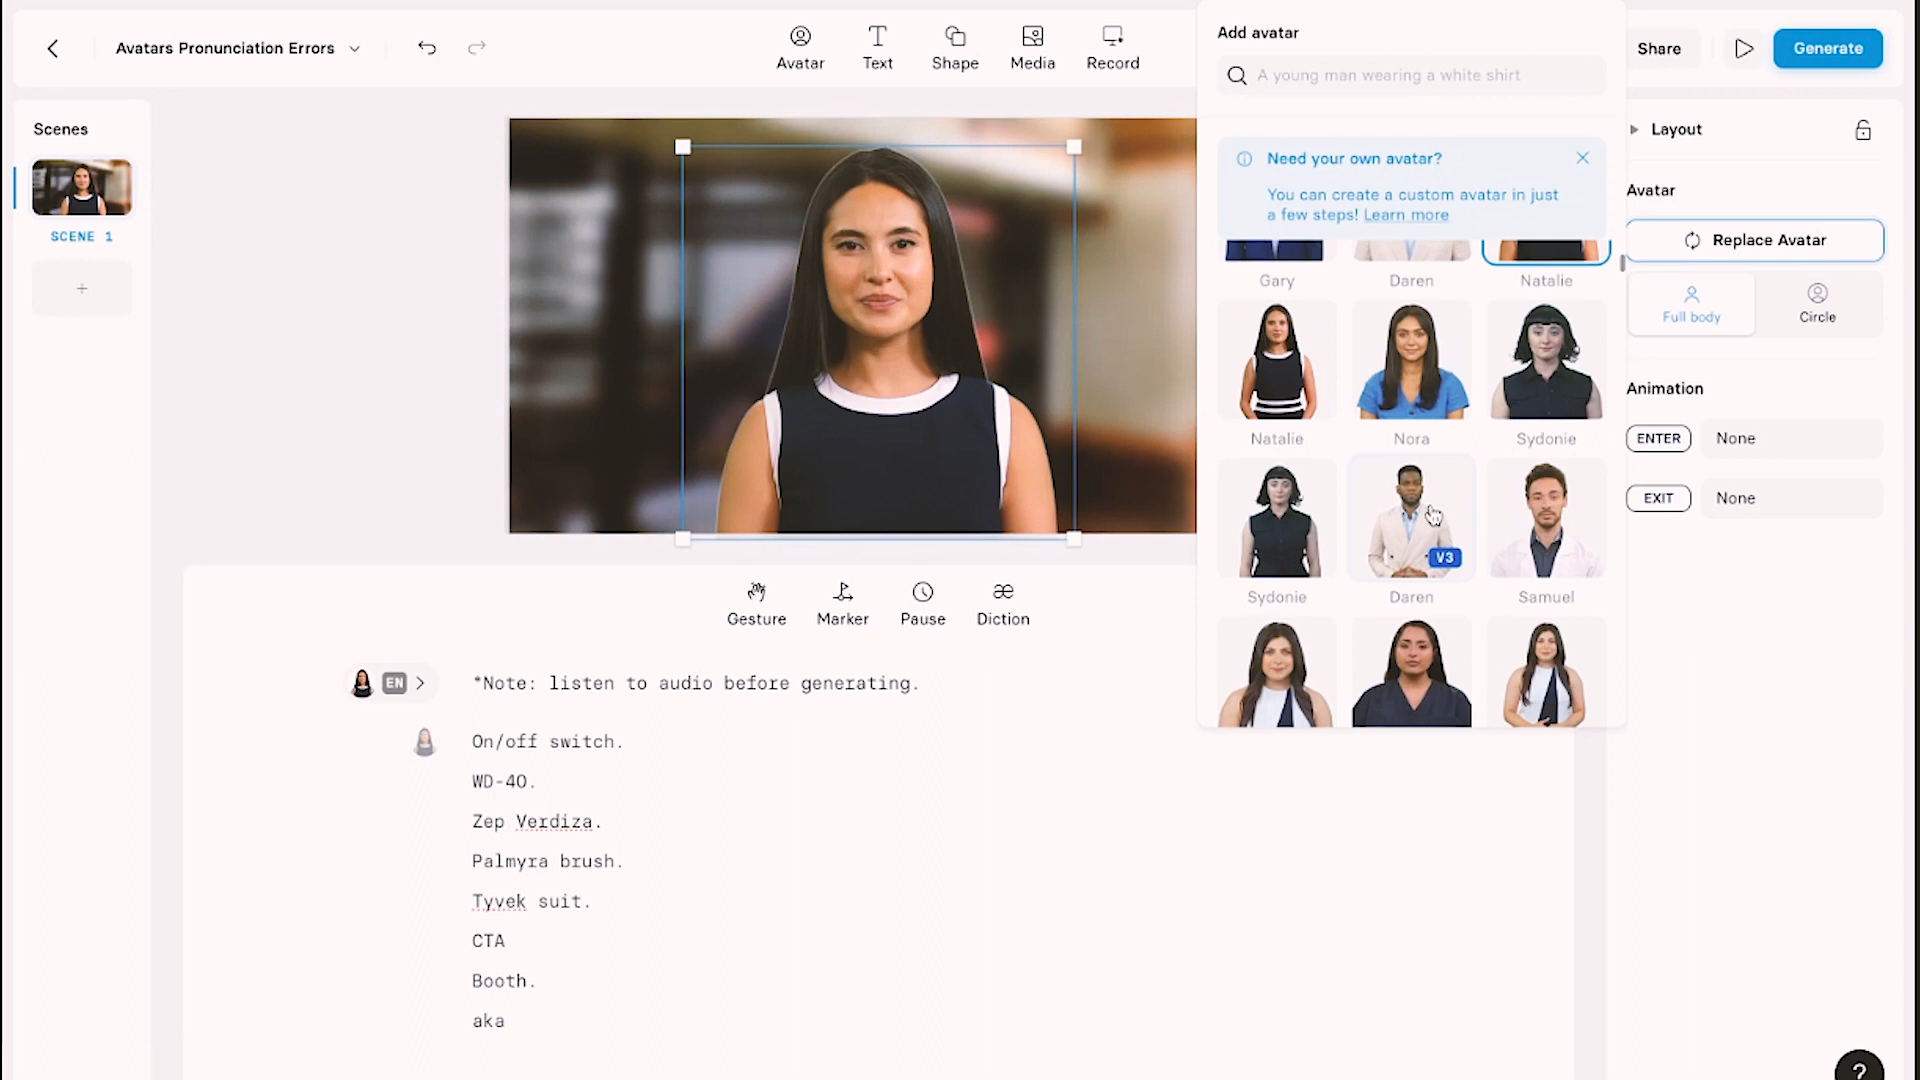 Avatars Pronunciation Errors
Avatar
Text
Shape
Media
Record
Add avatar
A young man wearing a white shirt
Share
Generate
Scenes
SCENE 1
+
Need your own avatar?
You can create a custom avatar in just
a few steps! Learn more
Gary
Daren
Natalie
Natalie
Nora
Sydonie
V3
Sydonie
Daren
Samuel
Layout
Avatar
Replace Avatar
Full body
Circle
Animation
ENTER
None
EXIT
None
Gesture
Marker
Pause
æ
Diction
EN
*Note: listen to audio before generating.
On/off switch.
WD-40.
Zep Verdiza.
Palmyra brush.
Tyvek suit.
CTA
Booth.
aka
?